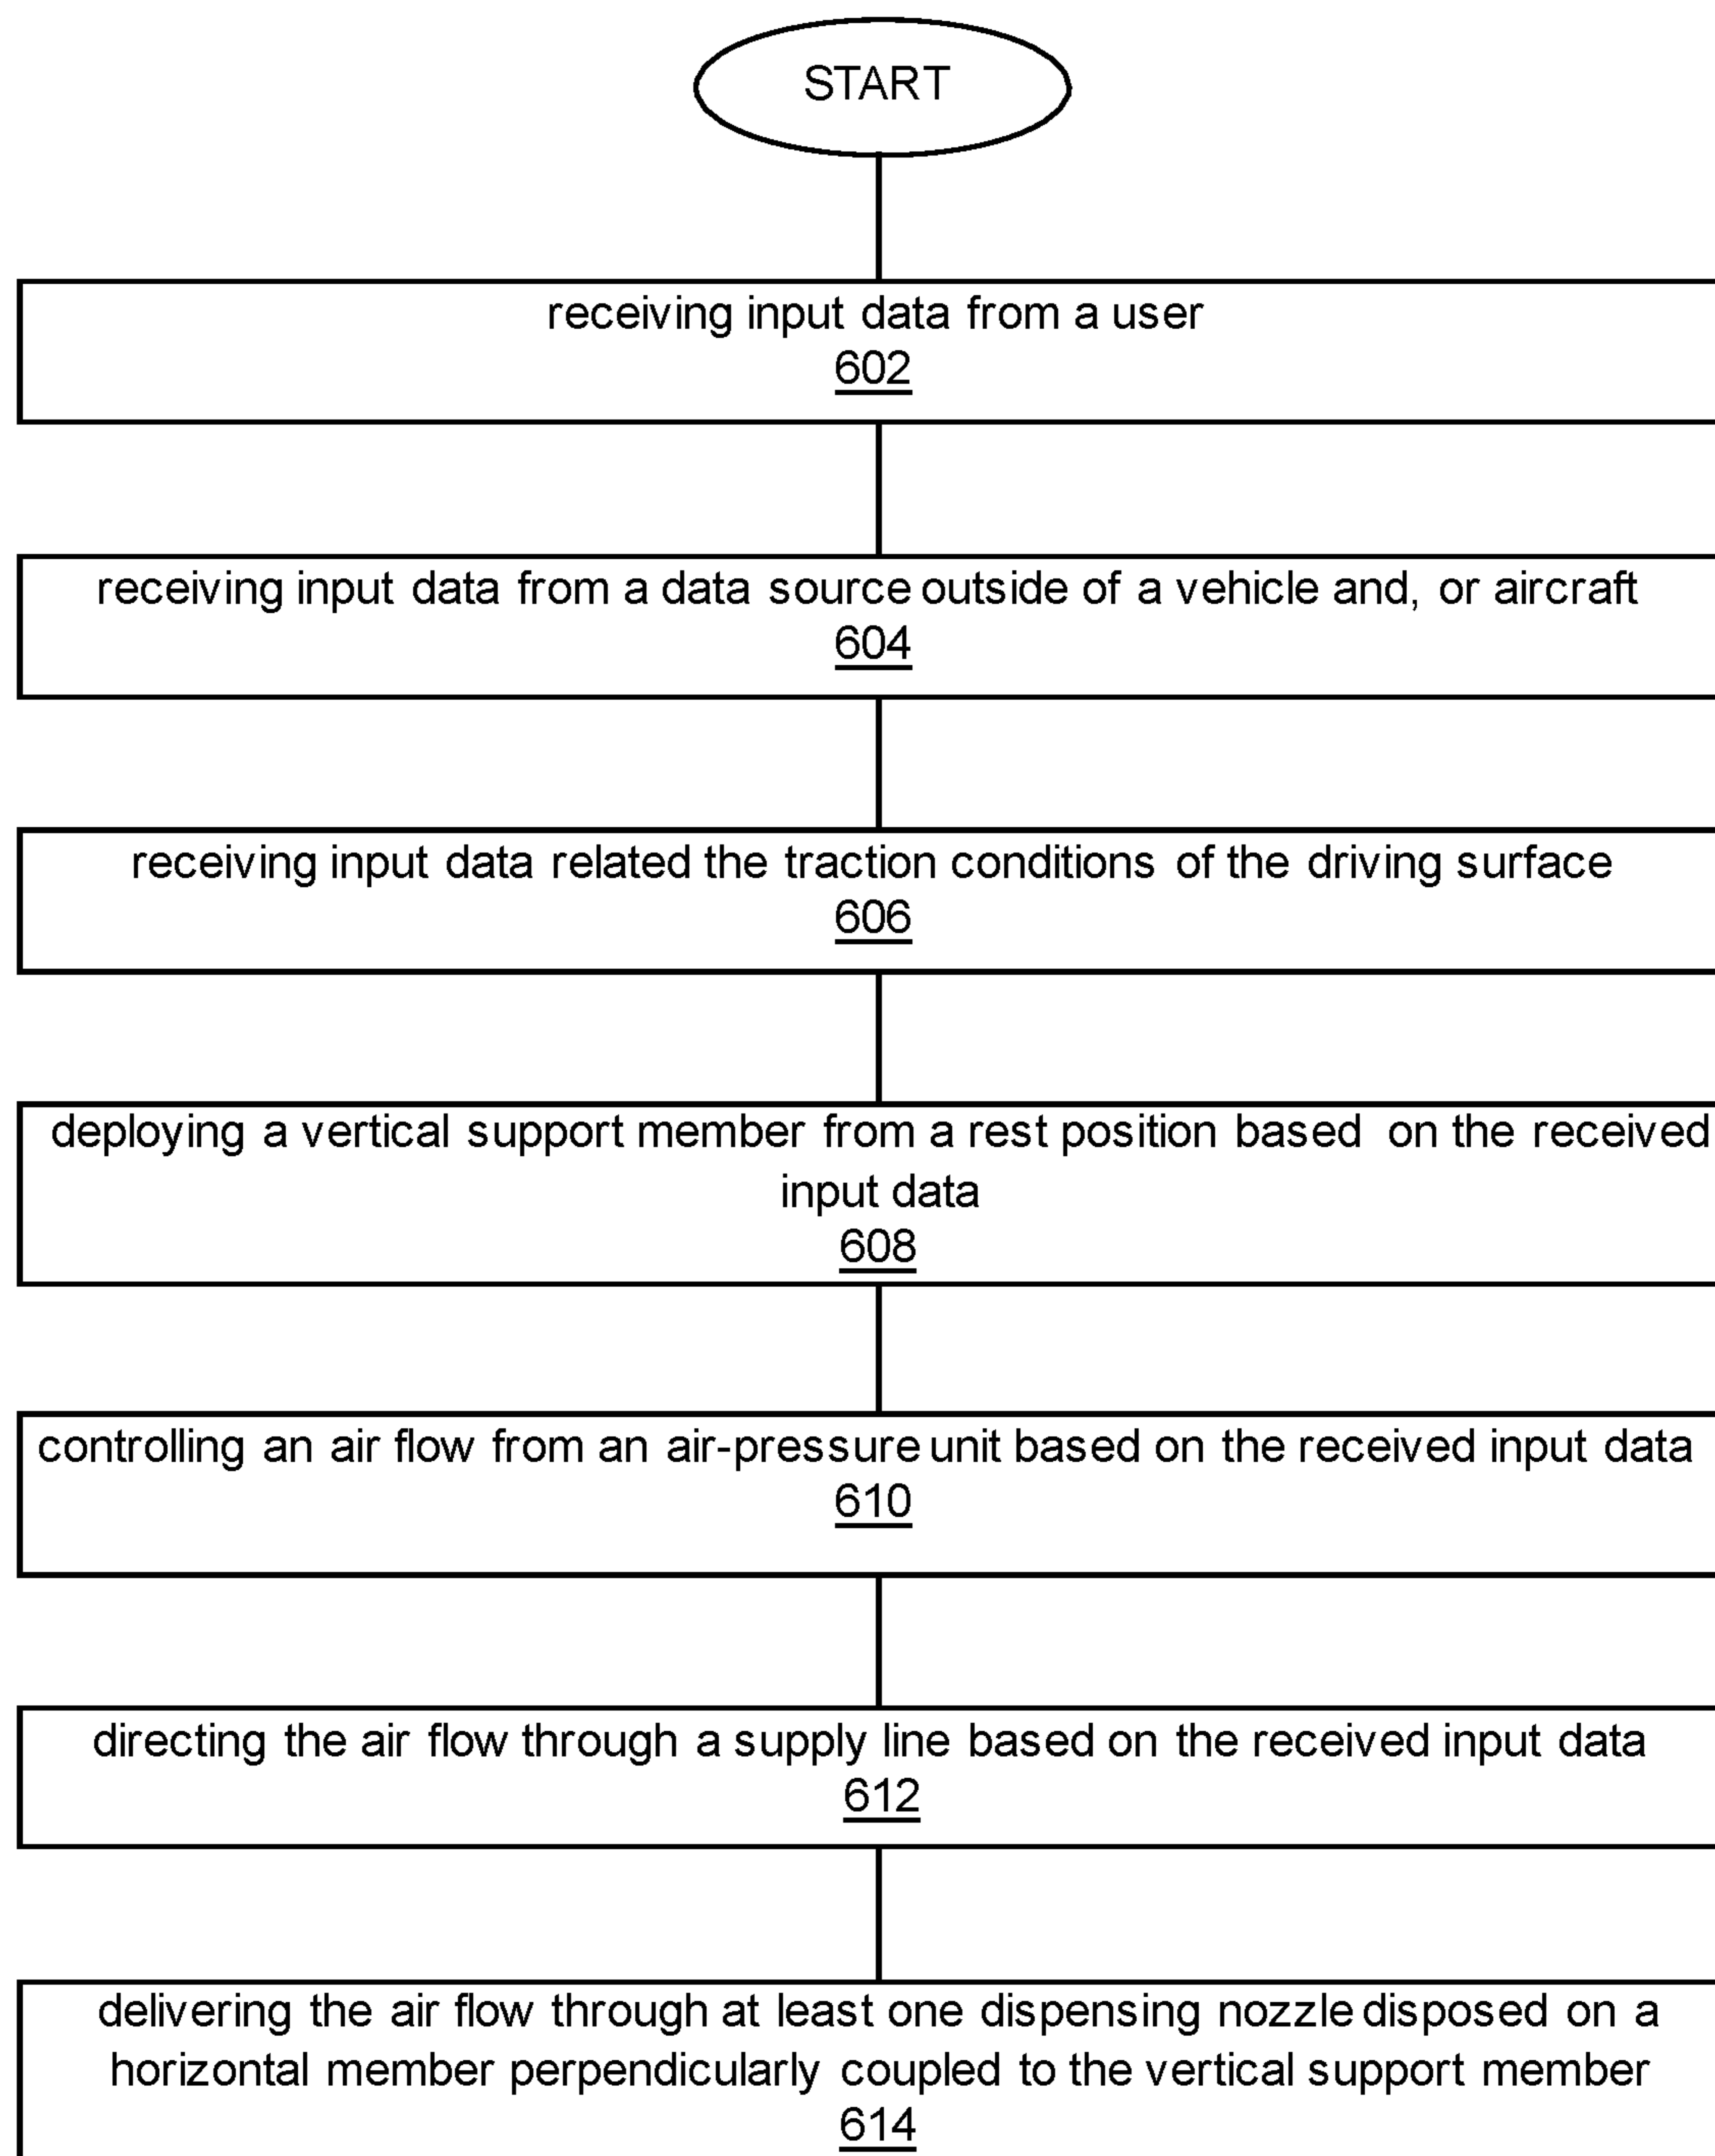 START
receiving input data from a user
602
receiving input data from a data source outside of a vehicle and, or aircraft
604
receiving input data related the traction conditions of the driving surface
606
deploying a vertical support member from a rest position based on the received
input data
608
controlling an air flow from an air-pressure unit based on the received input data
610
directing the air flow through a supply line based on the received input data
612
delivering the air flow through at least one dispensing nozzle disposed on a
horizontal member perpendicularly coupled to the vertical support member
614